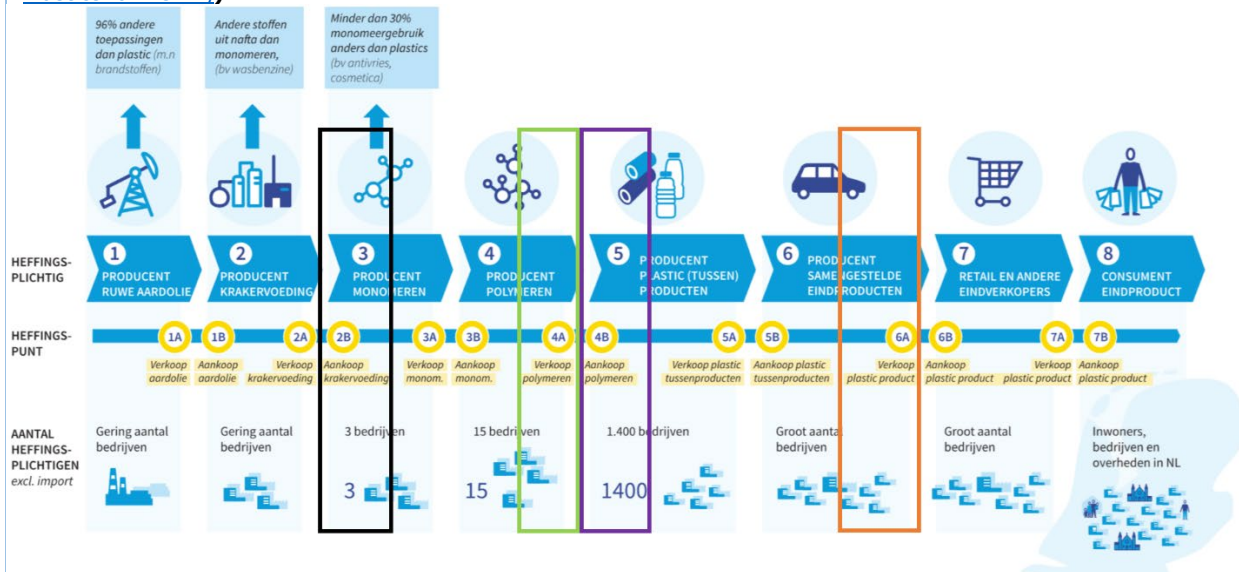 96% andere
toepassingen
dan plastic (m.n
brandstoffen)
Andere stoffen
uit nafta dan
monomeren,
(bv wasbenzine)
Minder dan 30%
monomeergebruik
anders dan plastics
(bv antivries,
cosmetica)
HEFFINGS-
PLICHTIG
1
PRODUCENT
RUWE AARDOLIE
2
PRODUCENT
KRAKERVOEDING
3
PRODUCENT
MONOMEREN
4
PRODUCENT
POLYMEREN
5
PRODUCENT
PLASTIC (TUSSEN)
PRODUCTEN
6
PRODUCENT
SAMENGESTELDE
EINDPRODUCTEN
7
RETAIL EN ANDERE
EINDVERKOPERS
8
CONSUMENT
EINDPRODUCT
HEFFINGS-
PUNT
1A
1B
2A
2B
3A
3B
4A
4B
5A
5B
6A
6B
7A
7B
Verkoop
aardolie
Aankoop
aardolie
Verkoop
krakervoeding
Aankoop
krakervoeding
Verkoop
monom.
Aankoop
monom.
Verkoop
polymeren
Aankoop
polymeren
Verkoop plastic
tussenproducten
Aankoop plastic
tussenproducten
Verkoop
plastic product
Aankoop
plastic product
Verkoop
plastic product
Aankoop
plastic product
AANTAL
HEFFINGS-
PLICHTIGEN
excl. import
Gering aantal
bedrijven
Gering aantal
bedrijven
3 bedrijven
3
15 bedrijven
15
1.400 bedrijven
1400
Groot aantal
bedrijven
Groot aantal
bedrijven
Inwoners,
bedrijven en
overheden in NL